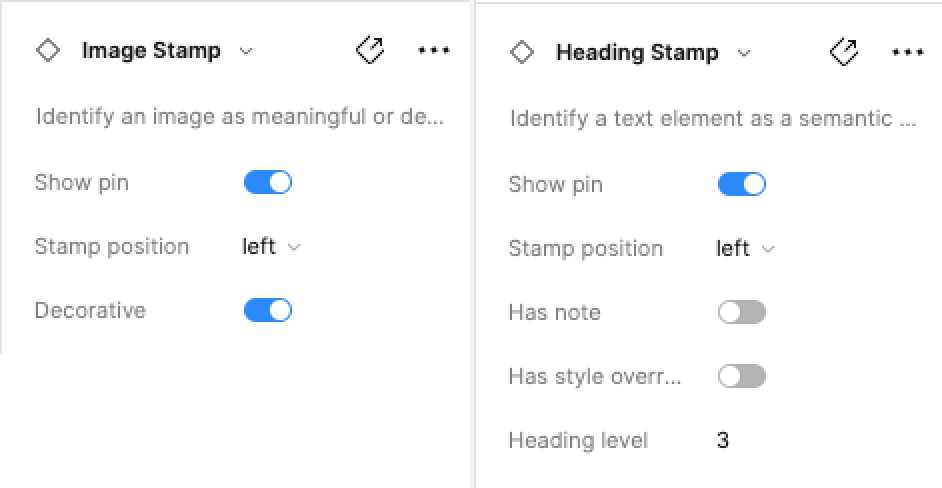 Image Stamp
Identify an image as meaningful or de...
Show pin
Stamp position left
Decorative
Heading Stamp
Identify a text element as a semantic ...
Show pin
Stamp position left
Has note
Has style overr...
Heading level 3